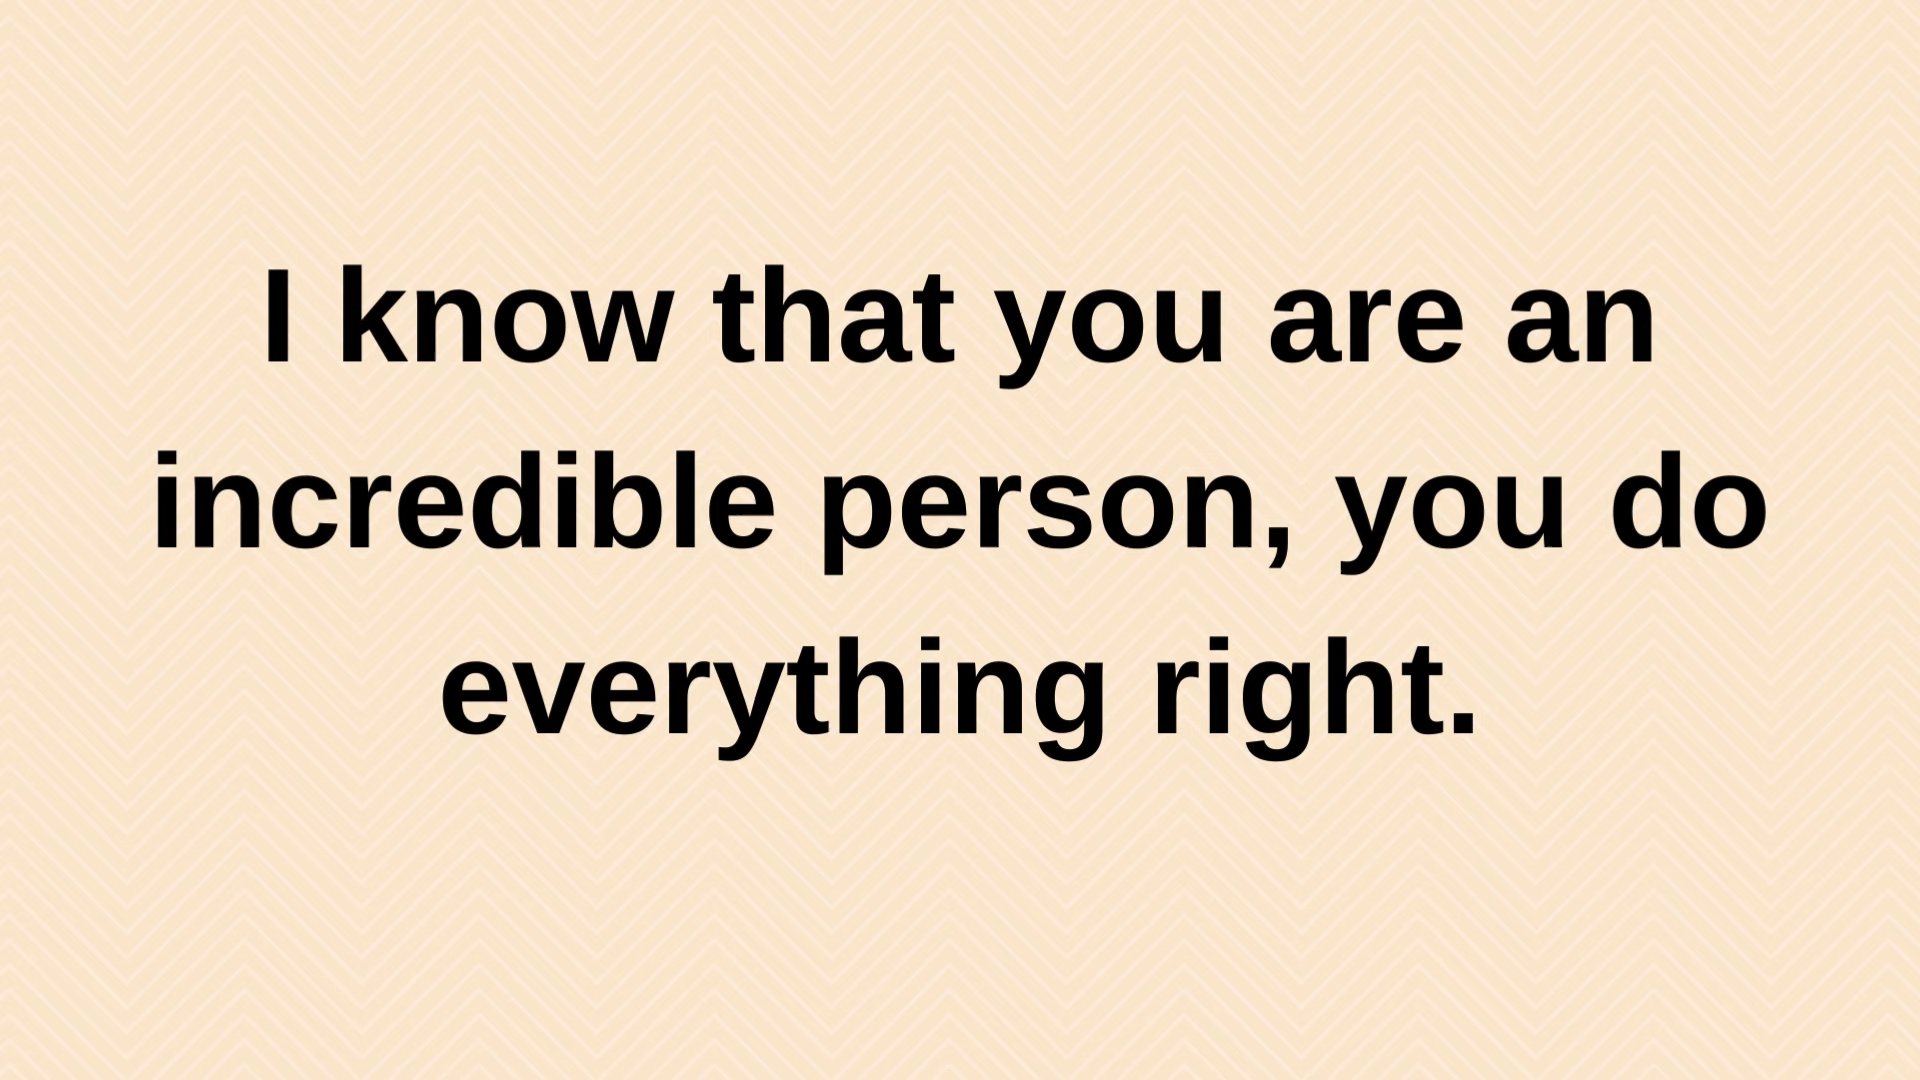 I know that you are an
incredible person, you do
everything right.